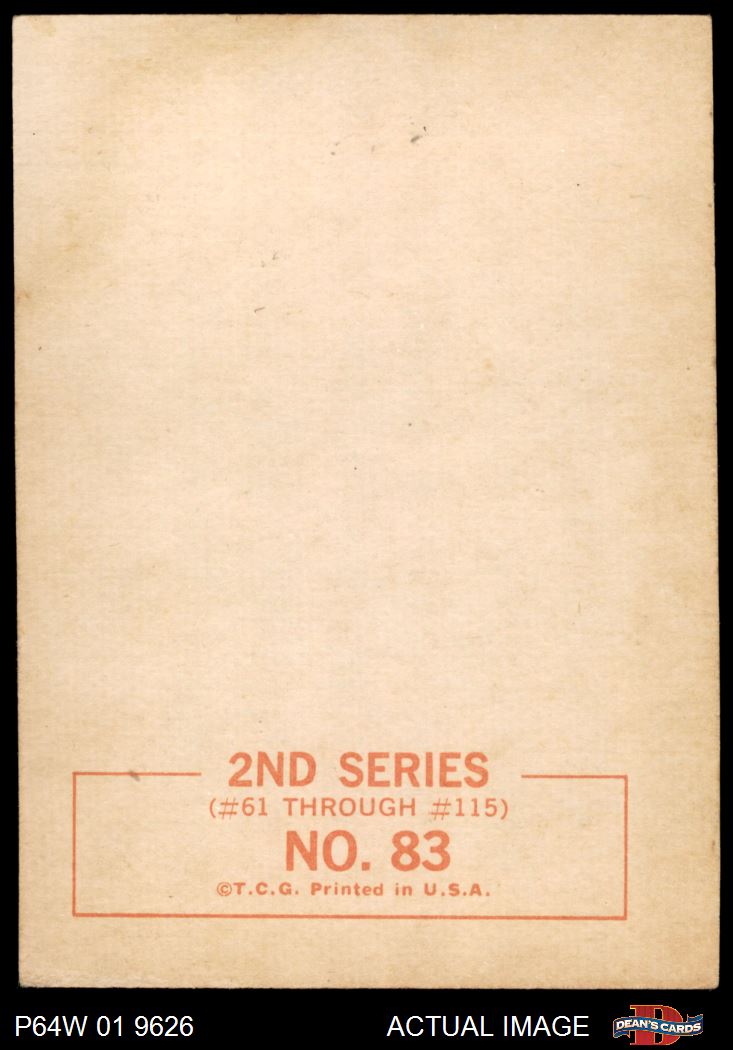 2ND SERIES
(#61 THROUGH #115)
NO. 83
©T.C.G. Printed in U.S.A.
P64W 01 9626
ACTUAL IMAGE
DEAN'S CARDS